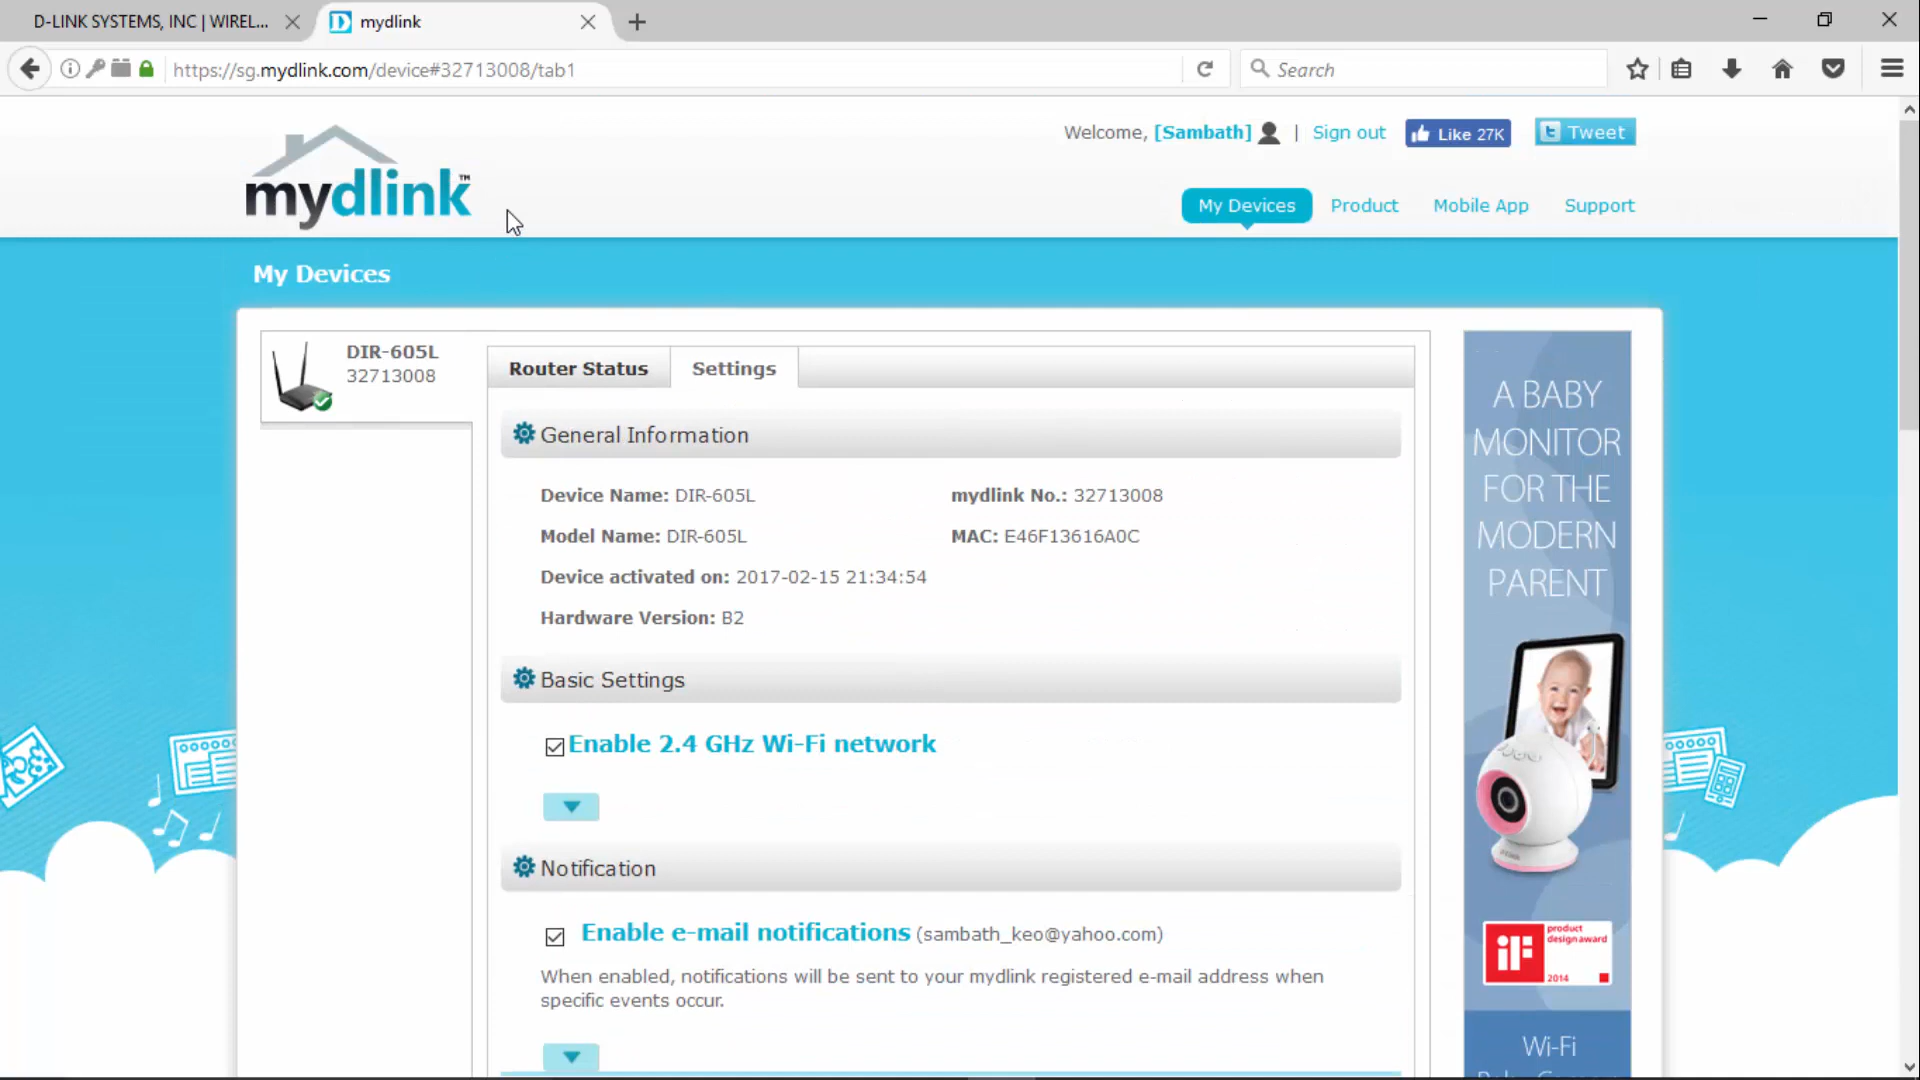 D-LINK SYSTEMS, INC | WIREL...
mydlink
https://sg.mydlink.com/device#32713008/tab1
Search
mydlink™
Welcome, [Sambath] | Sign out
Like 27K
Tweet
My Devices
Product
Mobile App
Support
My Devices
DIR-605L
32713008
Router Status
Settings
General Information
Device Name: DIR-605L
mydlink No.: 32713008
Model Name: DIR-605L
MAC: E46F13616A0C
Device activated on: 2017-02-15 21:34:54
Hardware Version: B2
Basic Settings
Enable 2.4 GHz Wi-Fi network
Notification
Enable e-mail notifications (sambath_keo@yahoo.com)
When enabled, notifications will be sent to your mydlink registered e-mail address when
specific events occur.
A BABY
MONITOR
FOR THE
MODERN
PARENT
iF
product
design award
2014
Wi-Fi